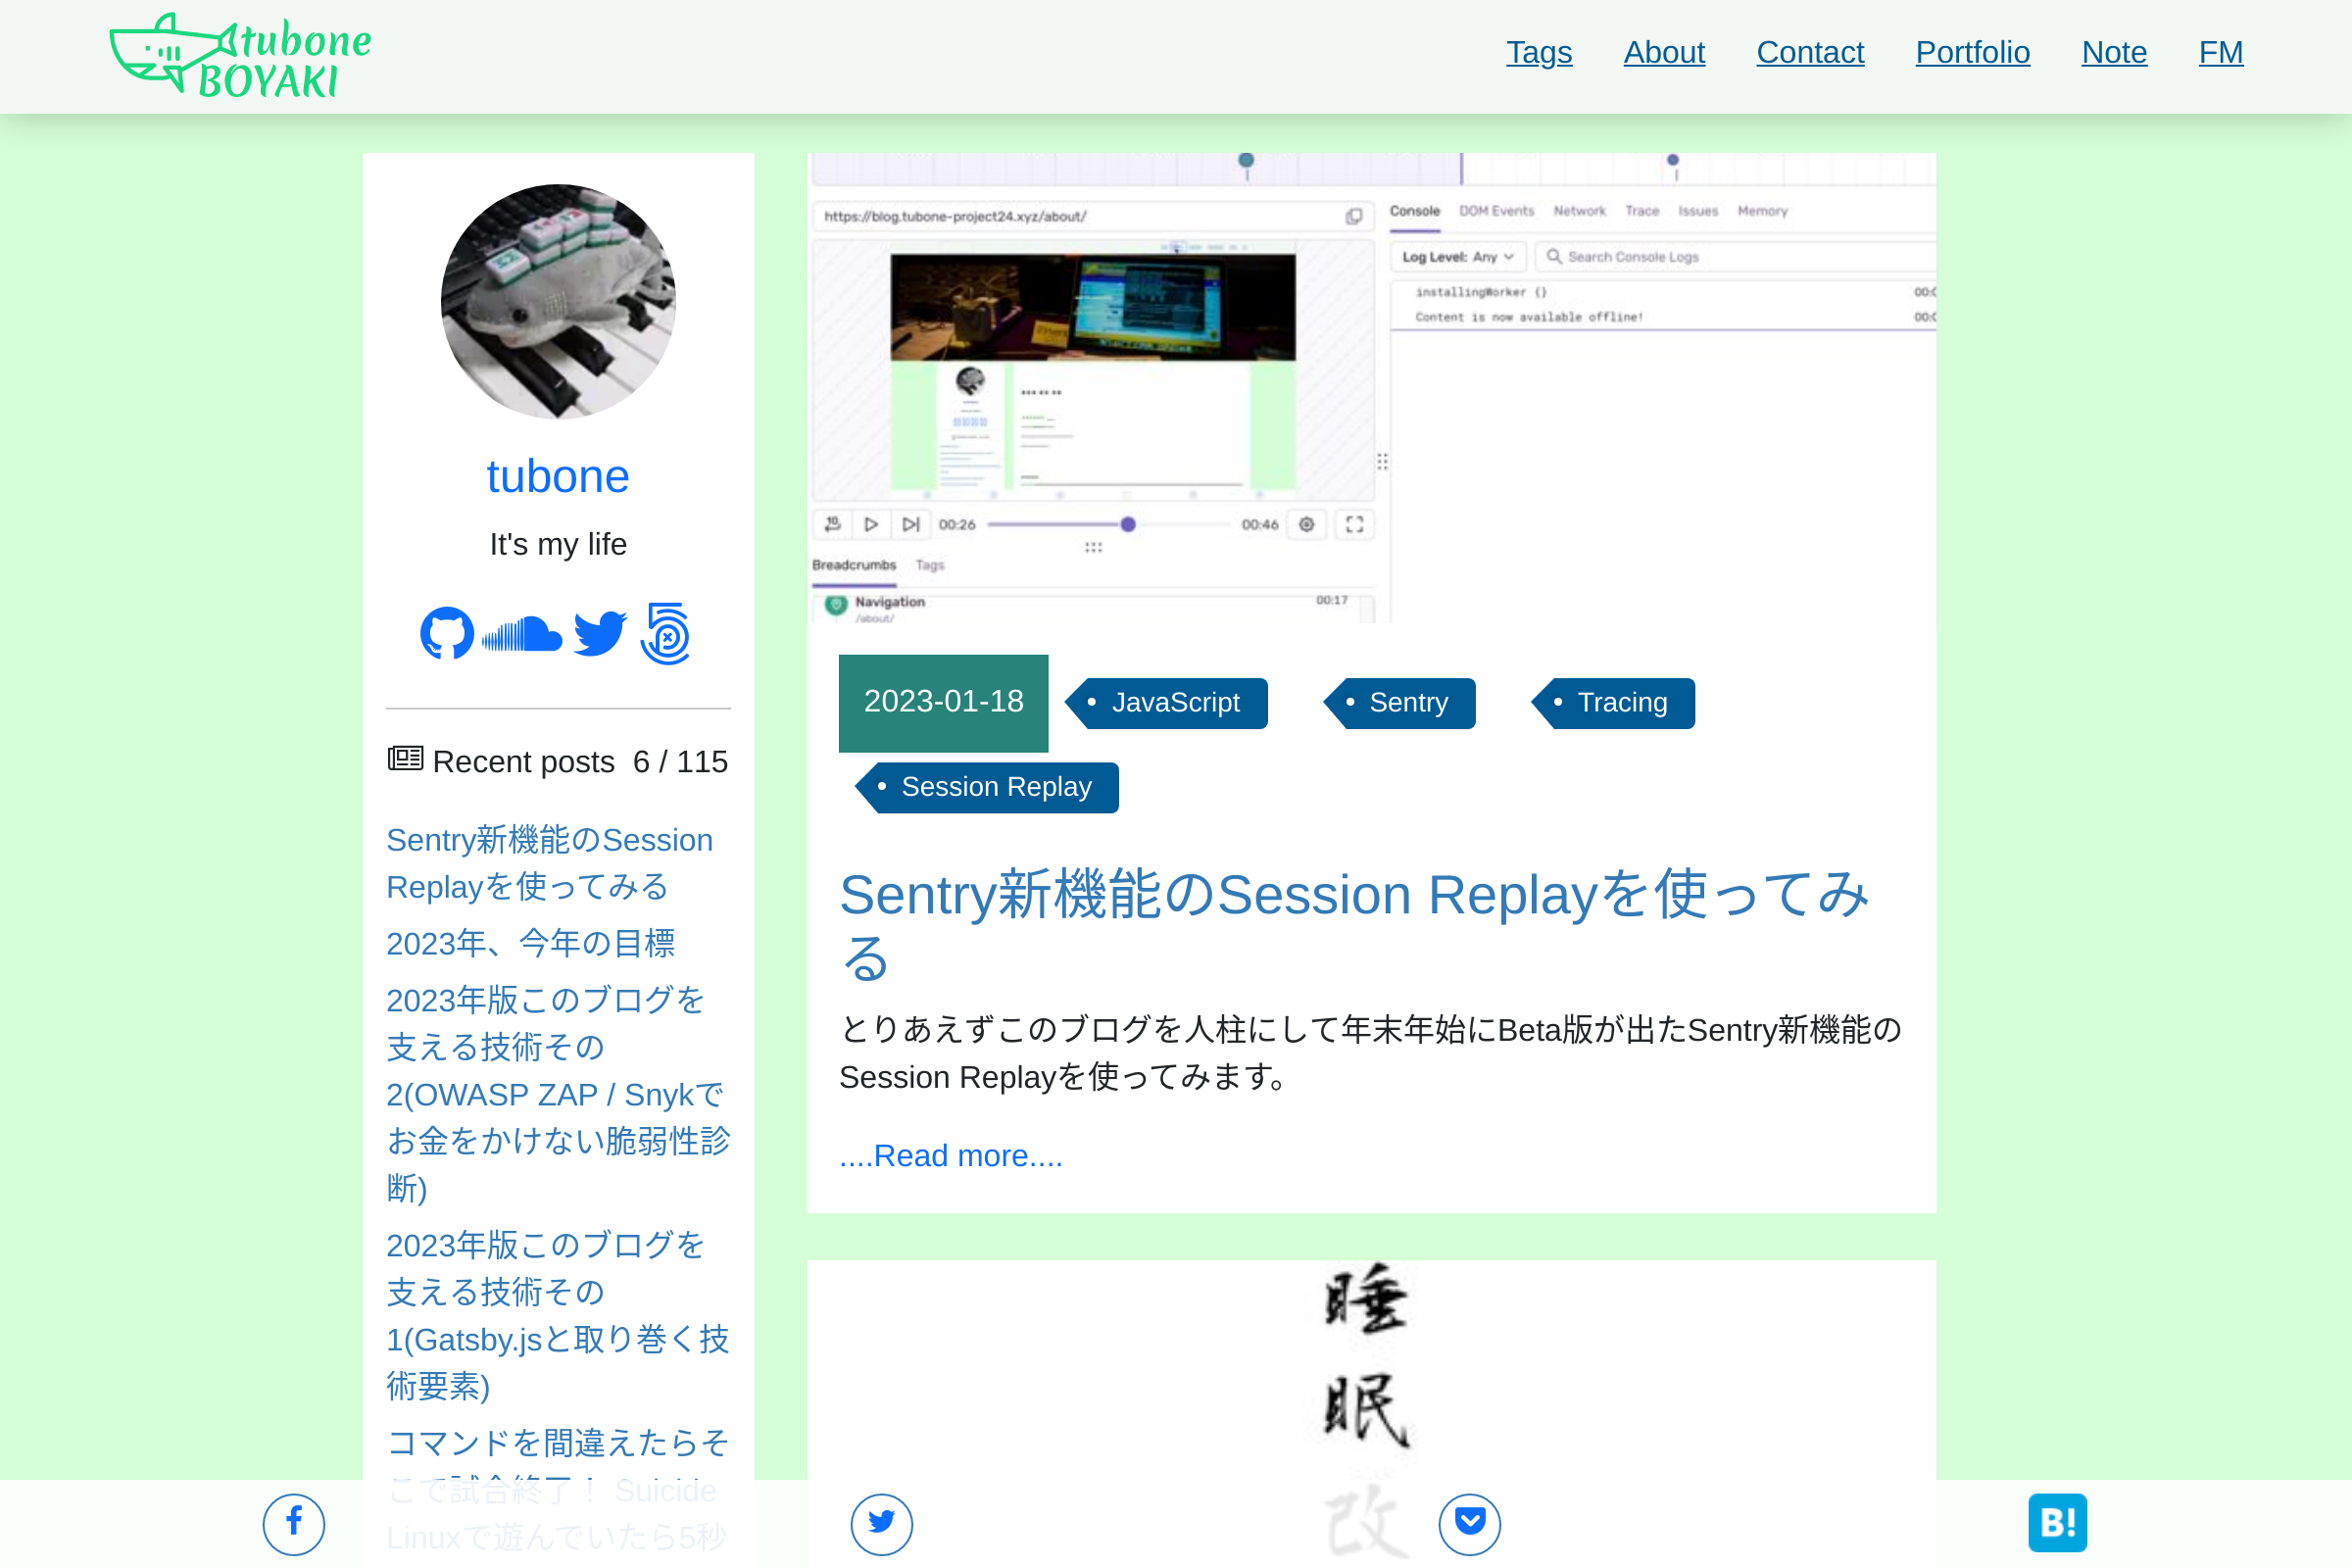 tubone
BOYAKI
Tags About Contact Portfolio Note FM
tubone
It's my life
Recent posts 6 / 115
Sentry新機能のSession
Replayを使ってみる
2023年、今年の目標
2023年版このブログを
支える技術その
2(OWASP ZAP / Snykで
お金をかけない脆弱性診
断)
2023年版このブログを
支える技術その
1(Gatsby.jsと取り巻く技
術要素)
コマンドを間違えたらそ
こで試合終了！ Suicide
Linuxで遊んでいたら5秒
https://blog.tubone-project24.xyz/about/
Console DOM Events Network Trace Issues Memory
Log Level: Any Search Console Logs
installingWorker {}
Content is now available offline!
10 00:26 00:46
Breadcrumbs Tags
Navigation 00:17
/about/
2023-01-18 JavaScript Sentry Tracing
Session Replay
Sentry新機能のSession Replayを使ってみ
る
とりあえずこのブログを人柱にして年末年始にBeta版が出たSentry新機能の
Session Replayを使ってみます。
....Read more....
睡
眠
改
B!